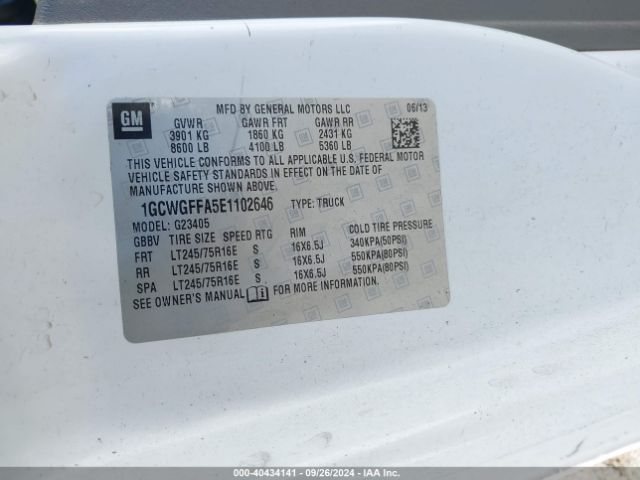 GM
MFD BY GENERAL MOTORS LLC 06/13
GVWR GAWR FRT GAWR RR
3901 KG 1860 KG 2431 KG
8600 LB 4100 LB 5360 LB
THIS VEHICLE CONFORMS TO ALL APPLICABLE U.S. FEDERAL MOTOR
VEHICLE SAFETY STANDARDS IN EFFECT ON THE DATE OF
MANUFACTURE SHOWN ABOVE.
1GCWGFFA5E1102646 TYPE: TRUCK
MODEL: G23405
GBBV TIRE SIZE SPEED RTG RIM COLD TIRE PRESSURE
FRT LT245/75R16E S 16X6.5J 340KPA(50PSI)
RR LT245/75R16E S 16X6.5J 550KPA(80PSI)
SPA LT245/75R16E S 16X6.5J 550KPA(80PSI)
SEE OWNER'S MANUAL FOR MORE INFORMATION.
© - 40434141 - 09/26/2024 - IAA Inc.